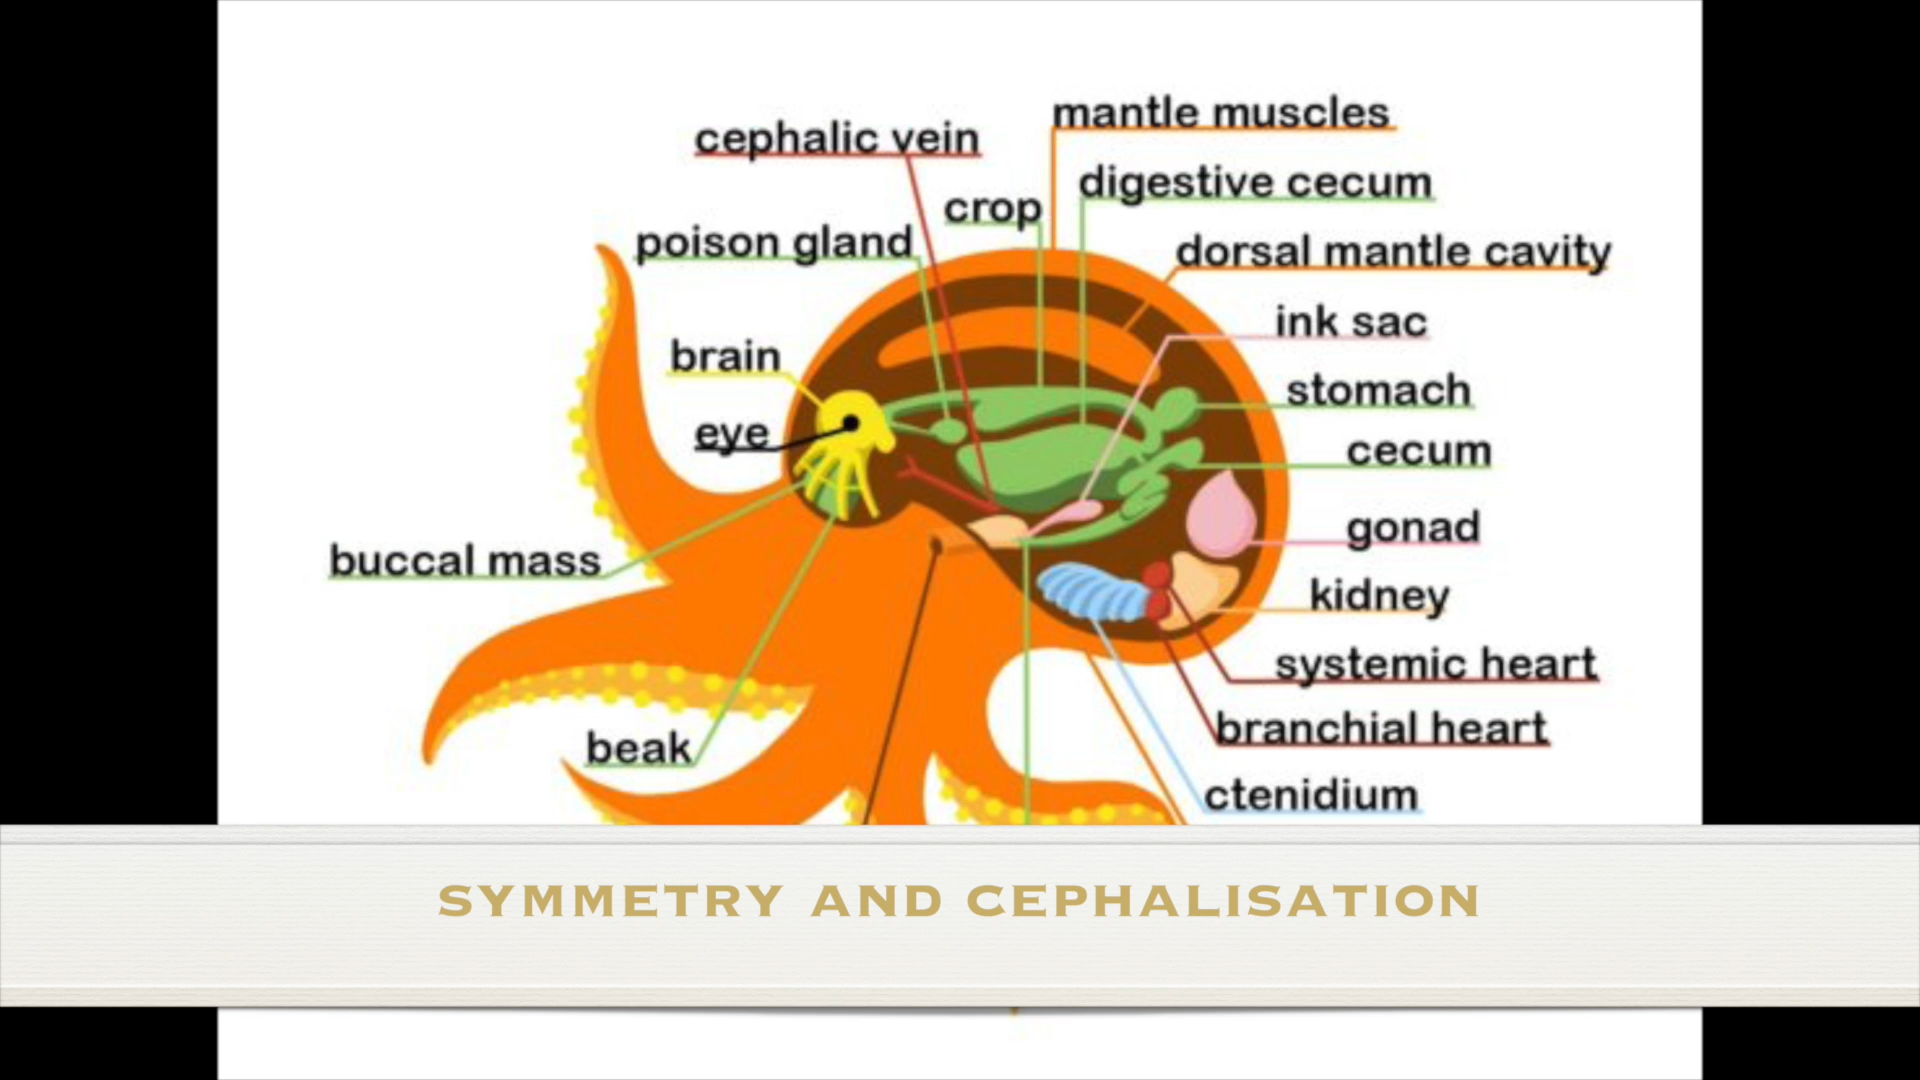 mantle muscles
cephalic vein
digestive cecum
crop
poison gland
dorsal mantle cavity
ink sac
brain
stomach
eye
cecum
gonad
buccal mass
kidney
systemic heart
branchial heart
beak
ctenidium
SYMMETRY AND CEPHALISATION